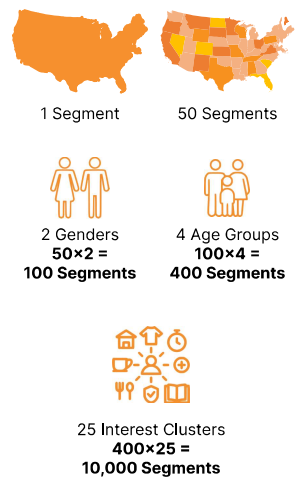 1 Segment
50 Segments
2 Genders
50×2 =
100 Segments
4 Age Groups
100×4 =
400 Segments
25 Interest Clusters
400×25 =
10,000 Segments